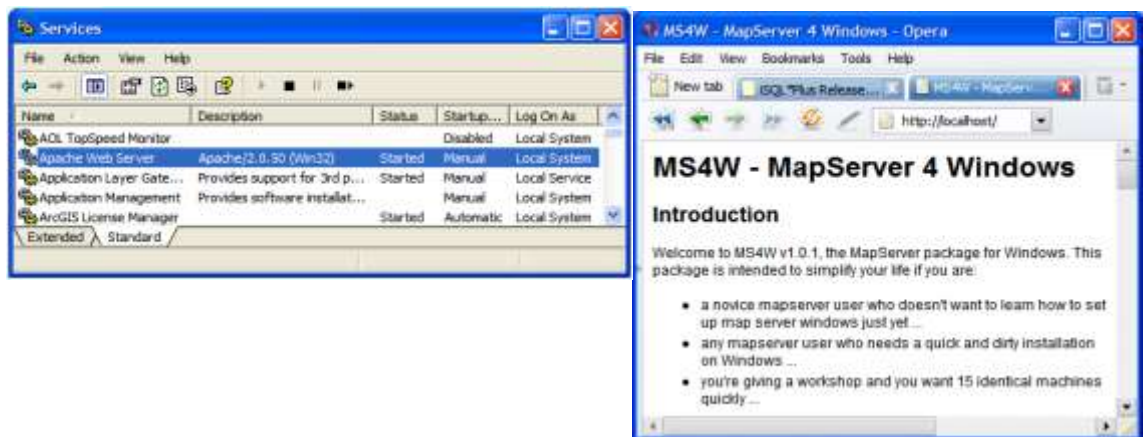 Services
File Action View Help
Name Description Status Startup... Log On As
AOL TopSpeed Monitor Disabled Local System
Apache Web Server Apache/2.0.50 (Win32) Started Manual Local System
Application Layer Gate... Provides support for 3rd p... Started Manual Local Service
Application Management Provides software installat... Manual Local System
ArcGIS License Manager Started Automatic Local System
Extended Standard
MS4W - MapServer 4 Windows - Opera
File Edit View Bookmarks Tools Help
New tab iSQL*Plus Release... MS4W - MapServ...
http://localhost/
MS4W - MapServer 4 Windows
Introduction
Welcome to MS4W v1.0.1, the MapServer package for Windows. This
package is intended to simplify your life if you are:
• a novice mapserver user who doesn't want to learn how to set
up map server windows just yet ...
• any mapserver user who needs a quick and dirty installation
on Windows ...
• you're giving a workshop and you want 15 identical machines
quickly ...